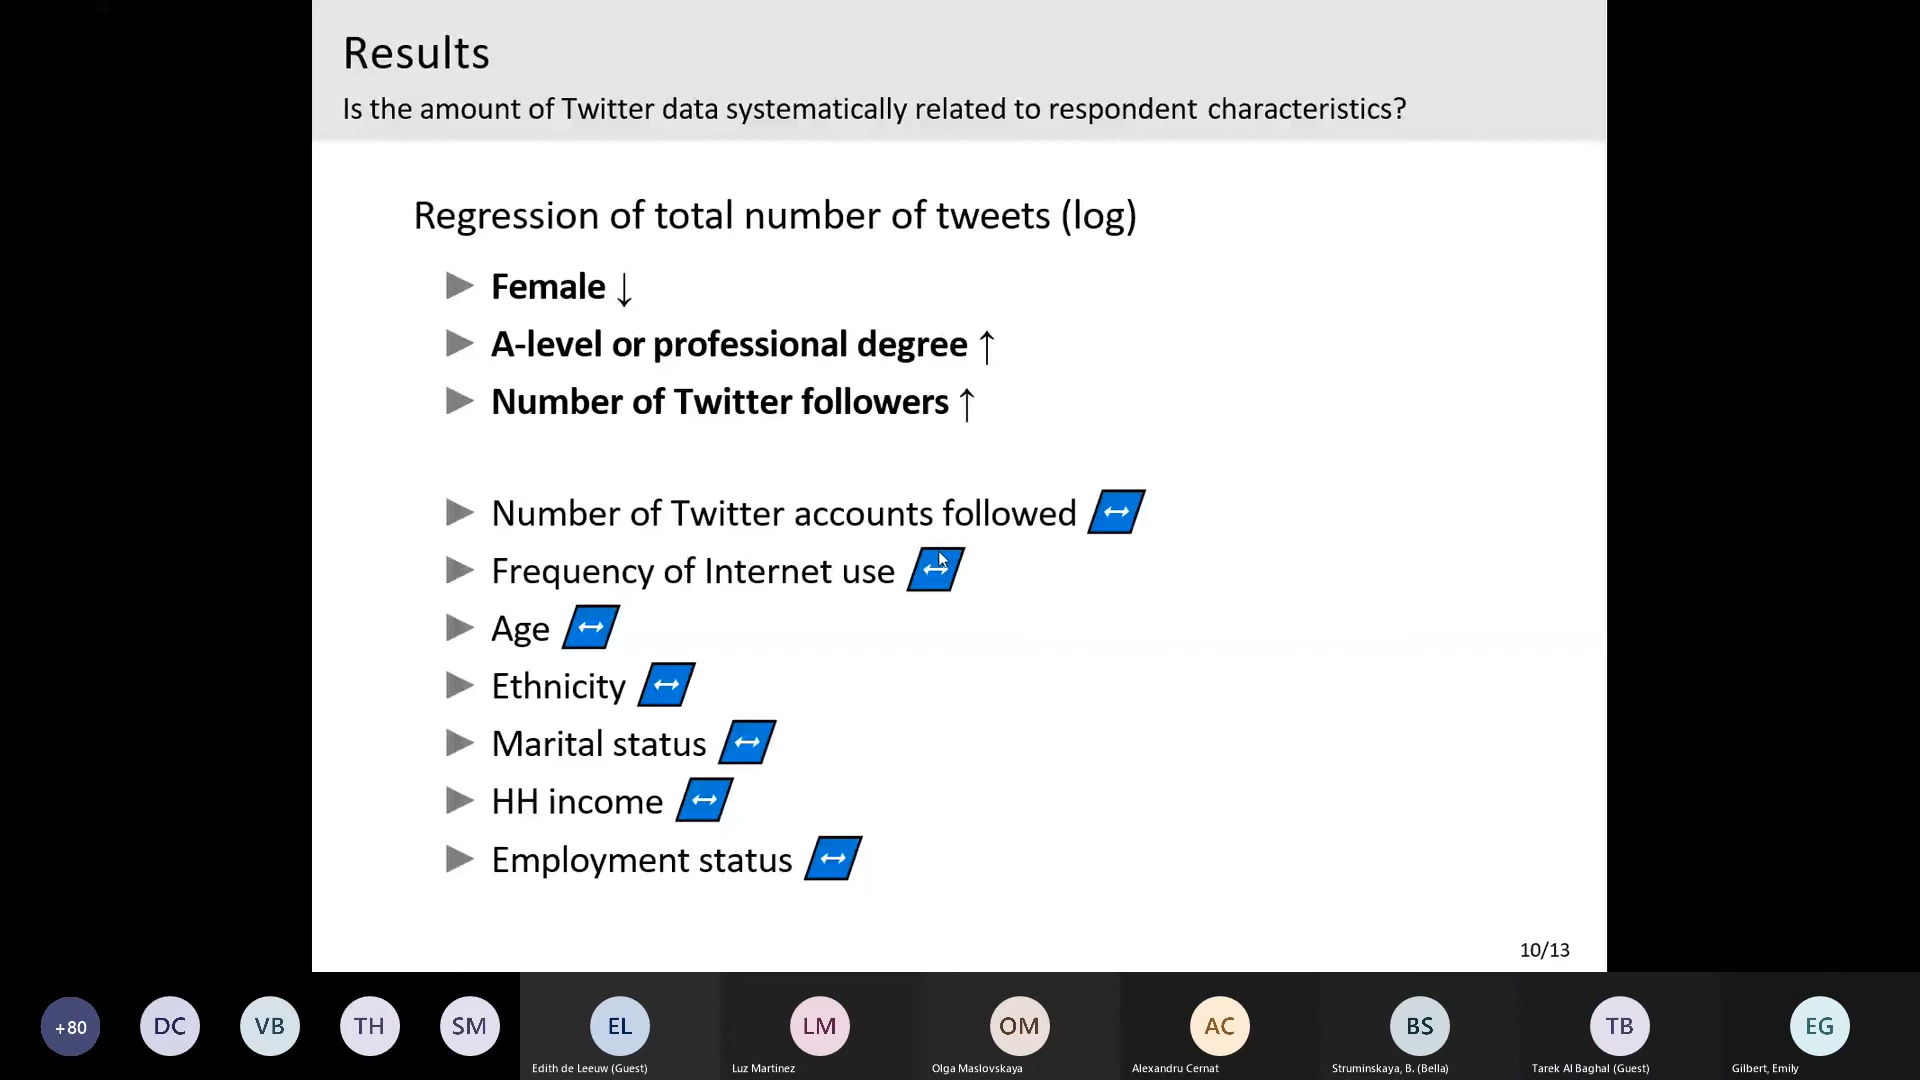 Results
Is the amount of Twitter data systematically related to respondent characteristics?
Regression of total number of tweets (log)
Female ↓
A-level or professional degree ↑
Number of Twitter followers ↑
Number of Twitter accounts followed ↔
Frequency of Internet use ↔
Age ↔
Ethnicity ↔
Marital status ↔
HH income ↔
Employment status ↔
10/13
+80 DC VB TH SM EL LM OM AC BS TB EG
Edith de Leeuw (Guest) Luz Martinez Olga Maslovskaya Alexandru Cernat Struminskaya, B. (Bella) Tarek Al Baghal (Guest) Gilbert, Emily